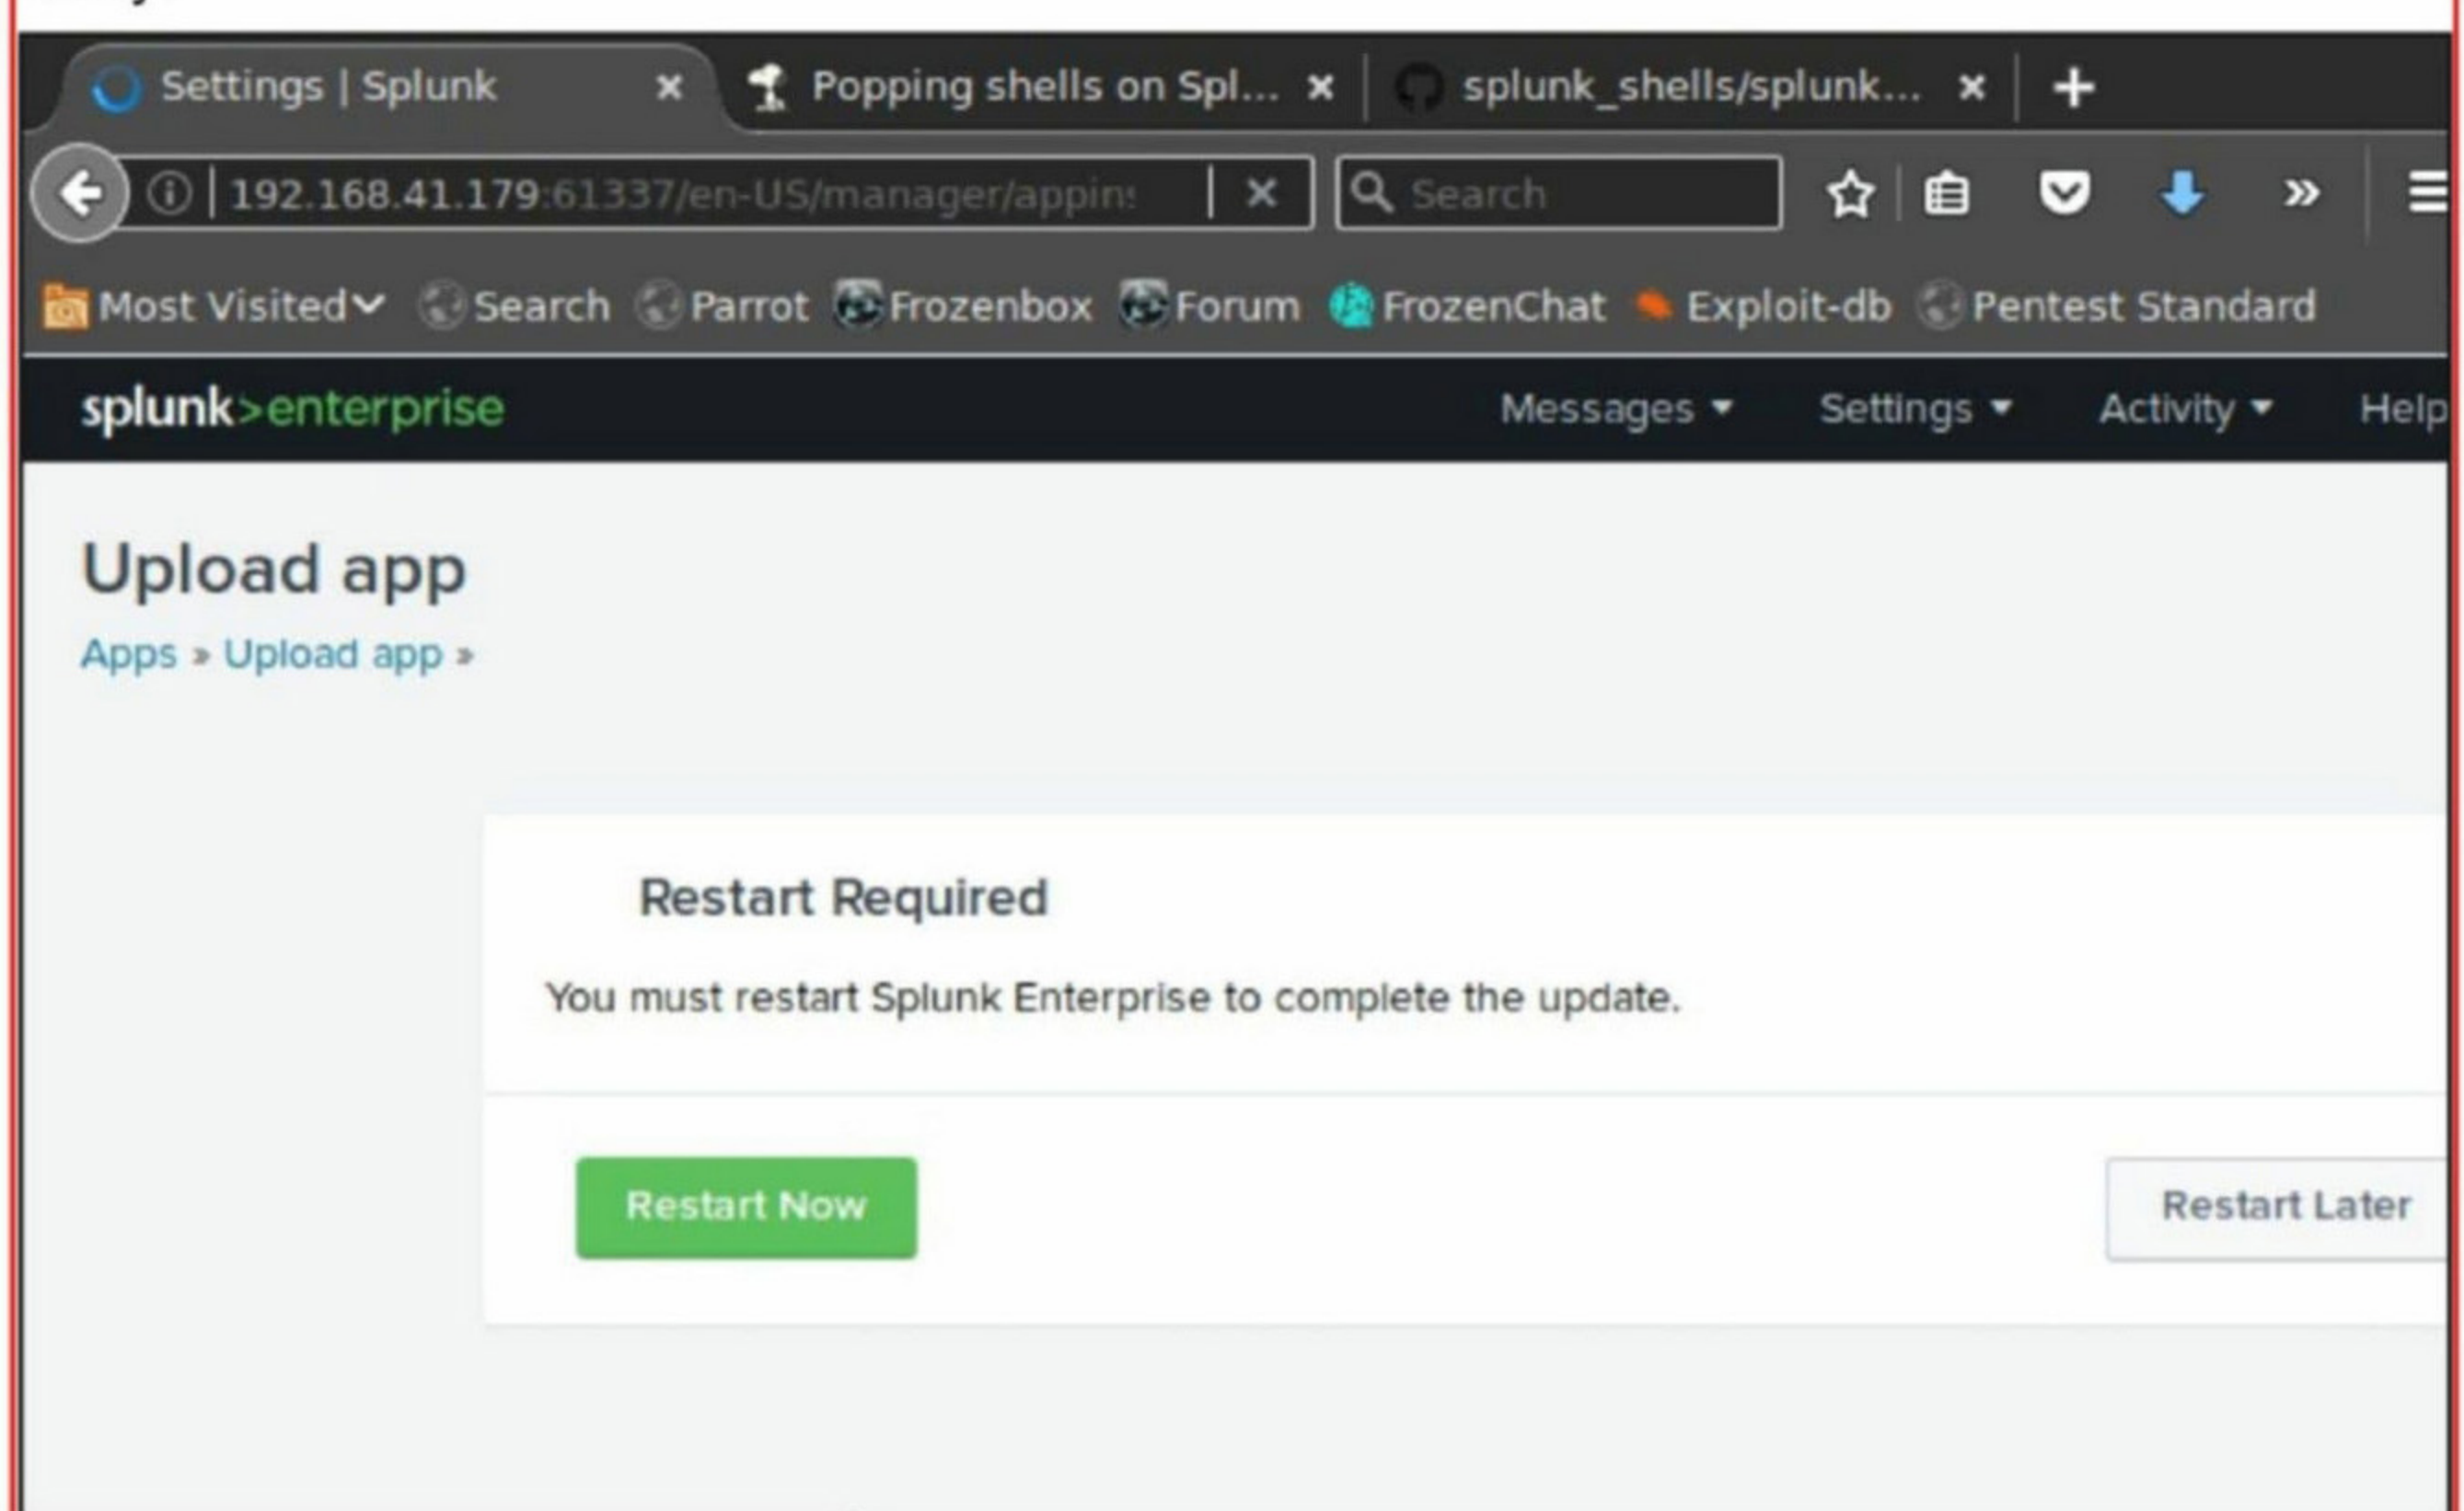 Settings | Splunk
Popping shells on Spl...
splunk_shells/splunk...
192.168.41.179:61337/en-US/manager/appin
Search
Most Visited
Search
Parrot
Frozenbox
Forum
FrozenChat
Exploit-db
Pentest Standard
splunk>enterprise
Messages
Settings
Activity
Help
Upload app
Apps » Upload app »
Restart Required
You must restart Splunk Enterprise to complete the update.
Restart Now
Restart Later